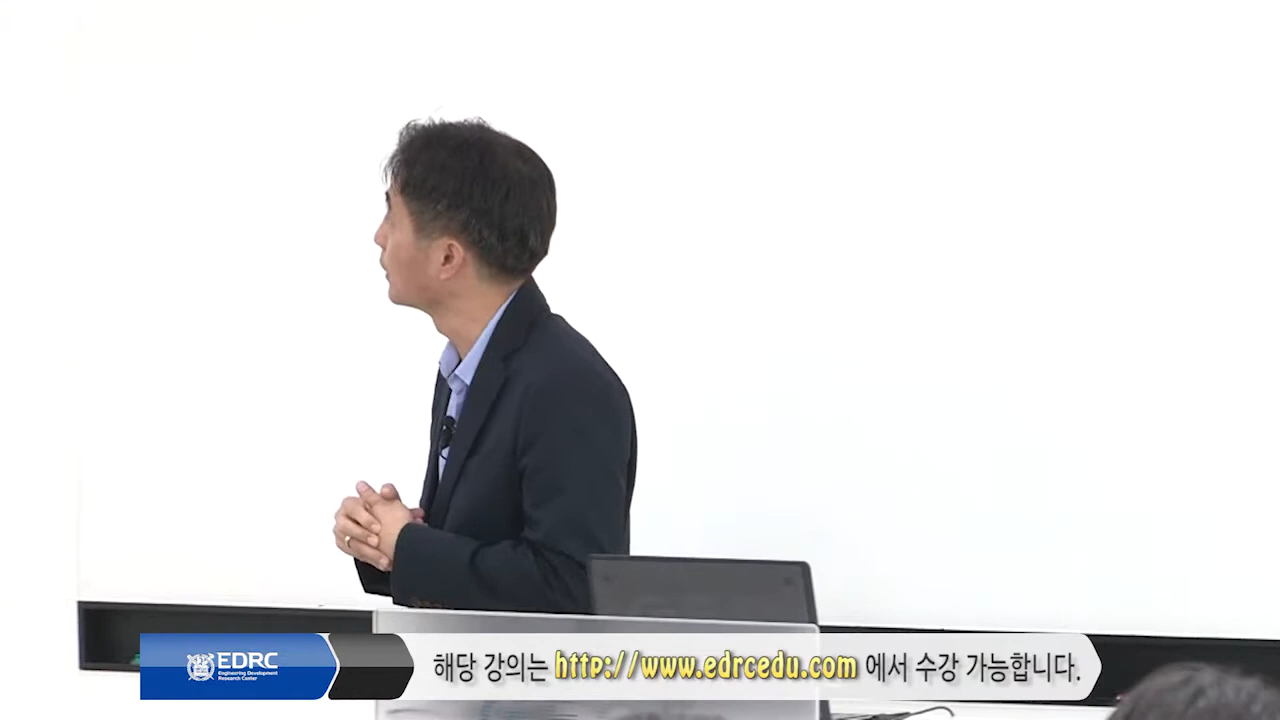 EDRC
Engineering Development
Research Center
해당 강의는 http://www.edrcedu.com 에서 수강 가능합니다.